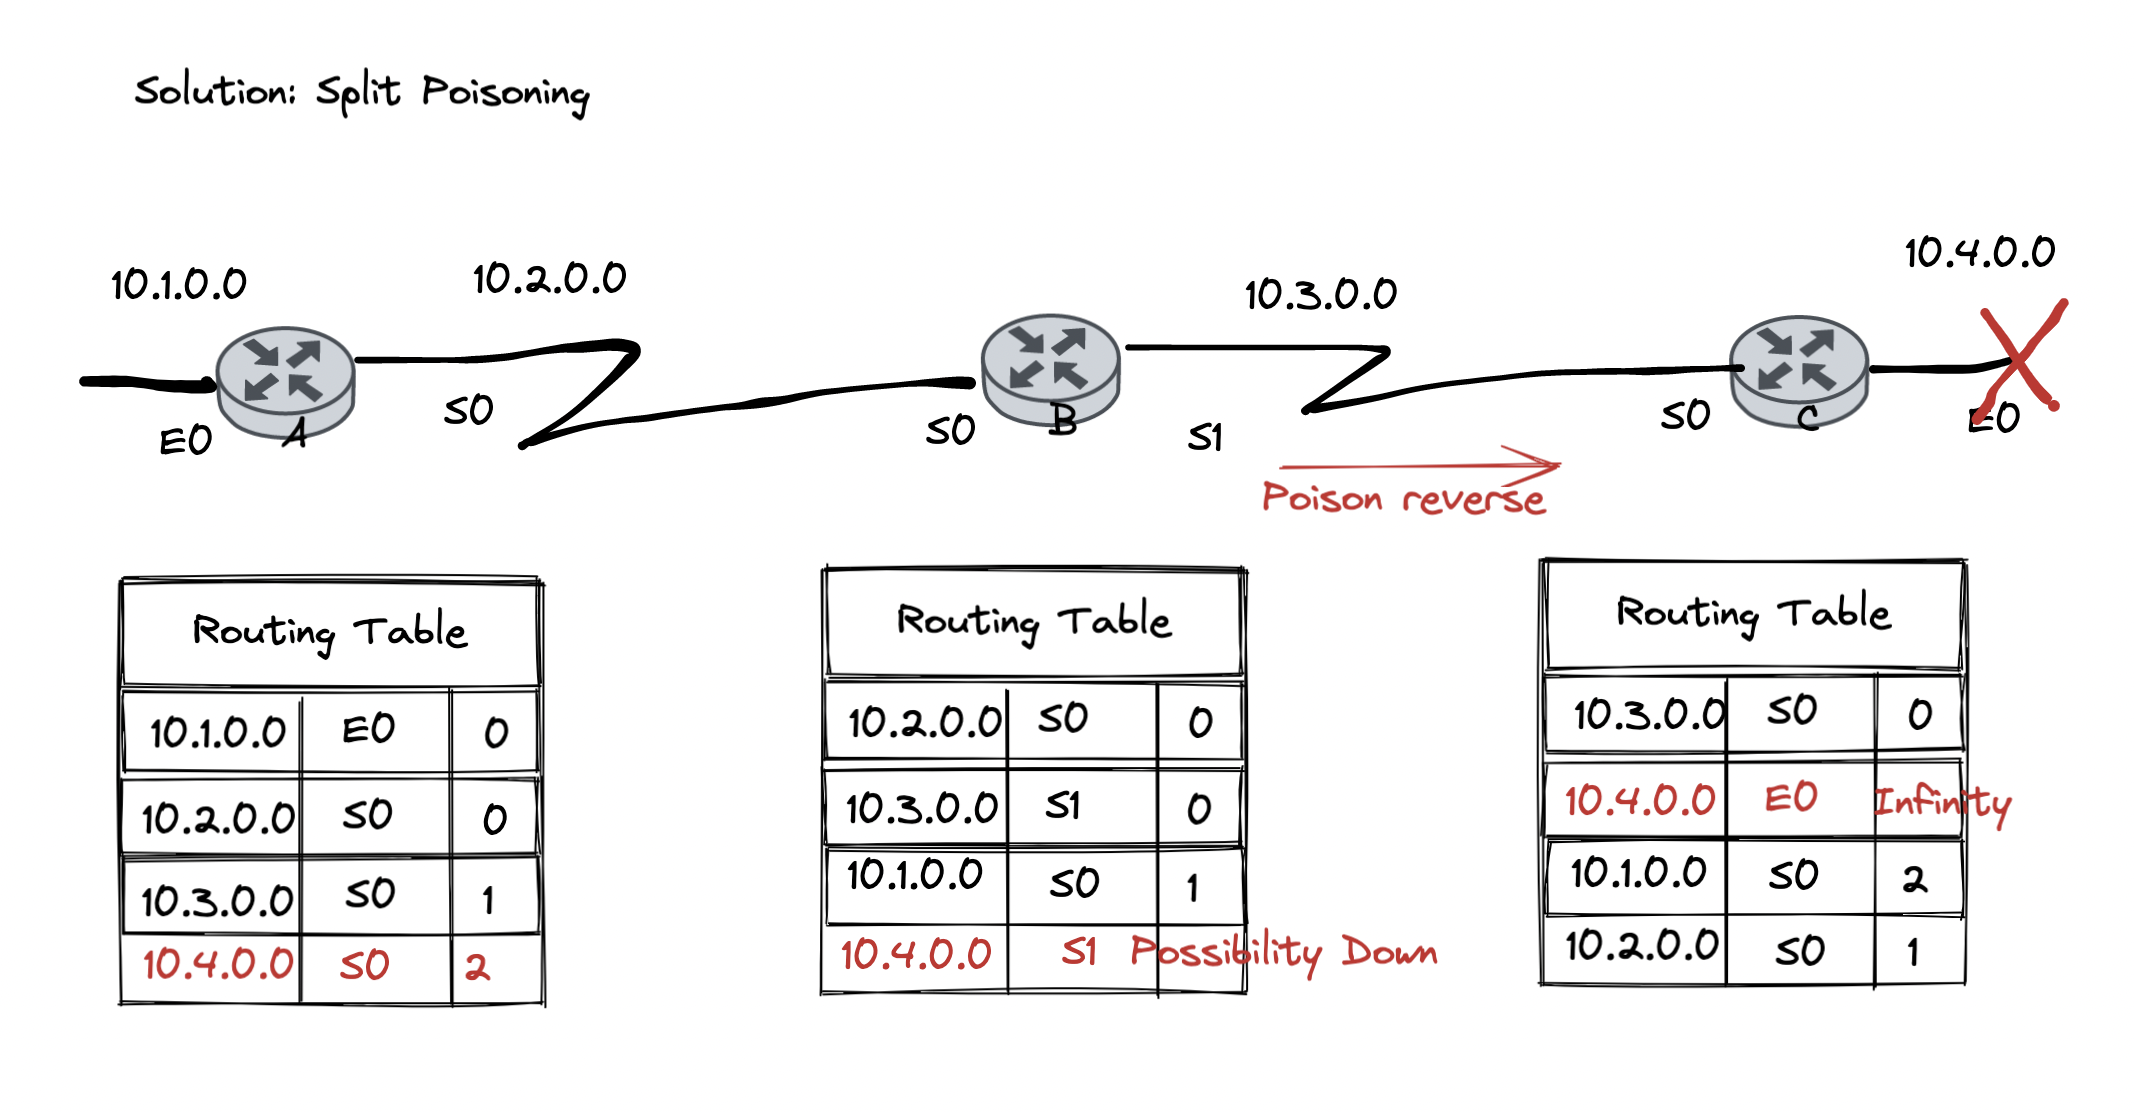 Solution: Split Poisoning
10.1.0.0
10.2.0.0
10.3.0.0
10.4.0.0
E0
A
S0
S0
B
S1
S0
C
E0
Poison reverse
Routing Table
10.1.0.0 E0 0
10.2.0.0 S0 0
10.3.0.0 S0 1
10.4.0.0 S0 2
Routing Table
10.2.0.0 S0 0
10.3.0.0 S1 0
10.1.0.0 S0 1
10.4.0.0 S1 Possibility Down
Routing Table
10.3.0.0 S0 0
10.4.0.0 E0 Infinity
10.1.0.0 S0 2
10.2.0.0 S0 1